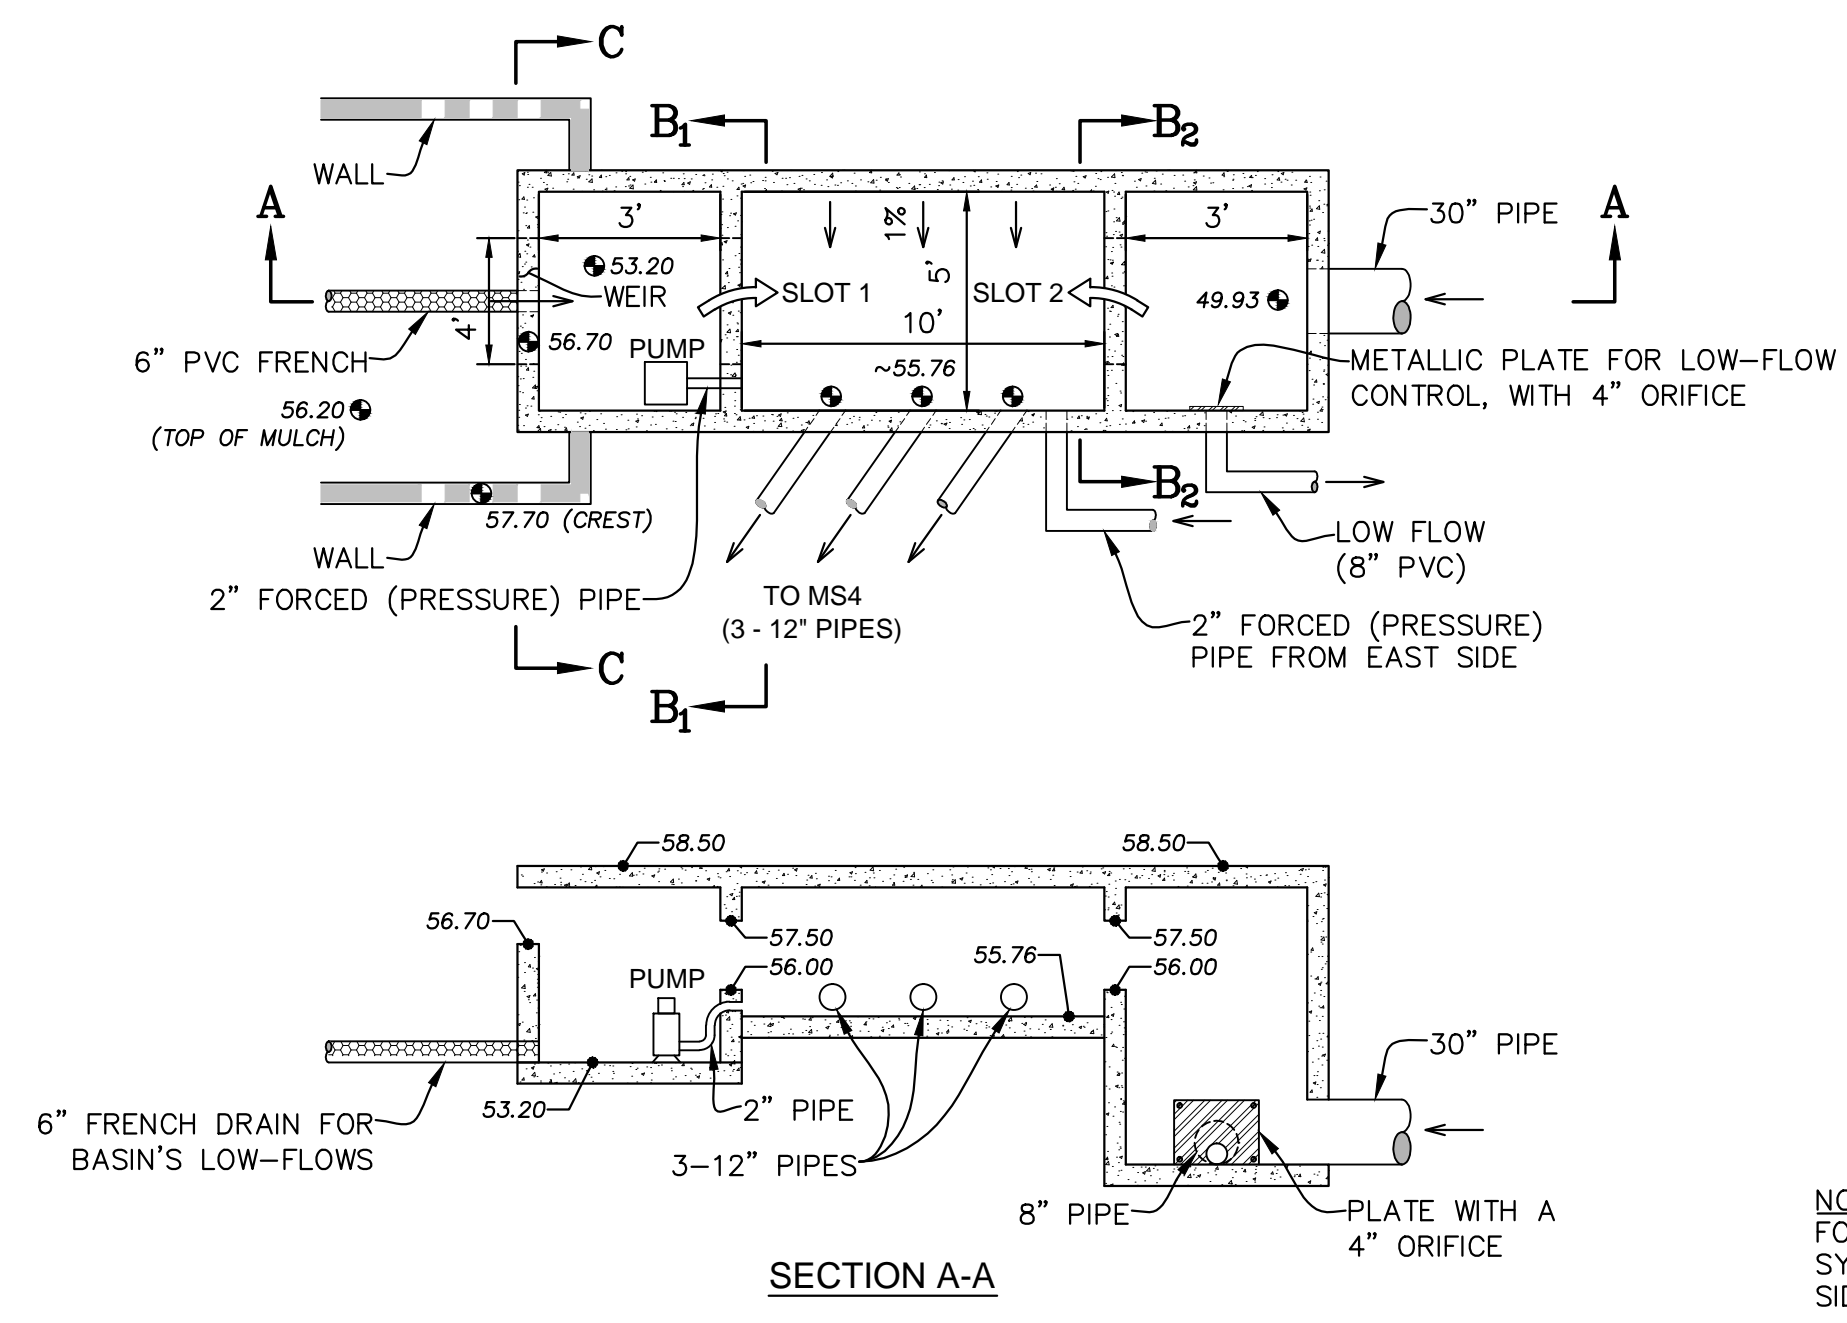 C
B1
B2
WALL
A
A
30” PIPE
3’
1%
3’
53.20
WEIR
5’
SLOT 1
SLOT 2
49.93
4’
10’
56.70
PUMP
6” PVC FRENCH
~55.76
METALLIC PLATE FOR LOW-FLOW
CONTROL, WITH 4” ORIFICE
56.20
(TOP OF MULCH)
B2
57.70 (CREST)
WALL
LOW FLOW
(8” PVC)
2” FORCED (PRESSURE) PIPE
TO MS4
(3 - 12" PIPES)
2” FORCED (PRESSURE)
PIPE FROM EAST SIDE
C
B1
58.50
58.50
56.70
57.50
57.50
55.76
56.00
56.00
PUMP
30” PIPE
53.20
2” PIPE
6” FRENCH DRAIN FOR
BASIN’S LOW-FLOWS
3-12” PIPES
8” PIPE
PLATE WITH A
4” ORIFICE
SECTION A-A